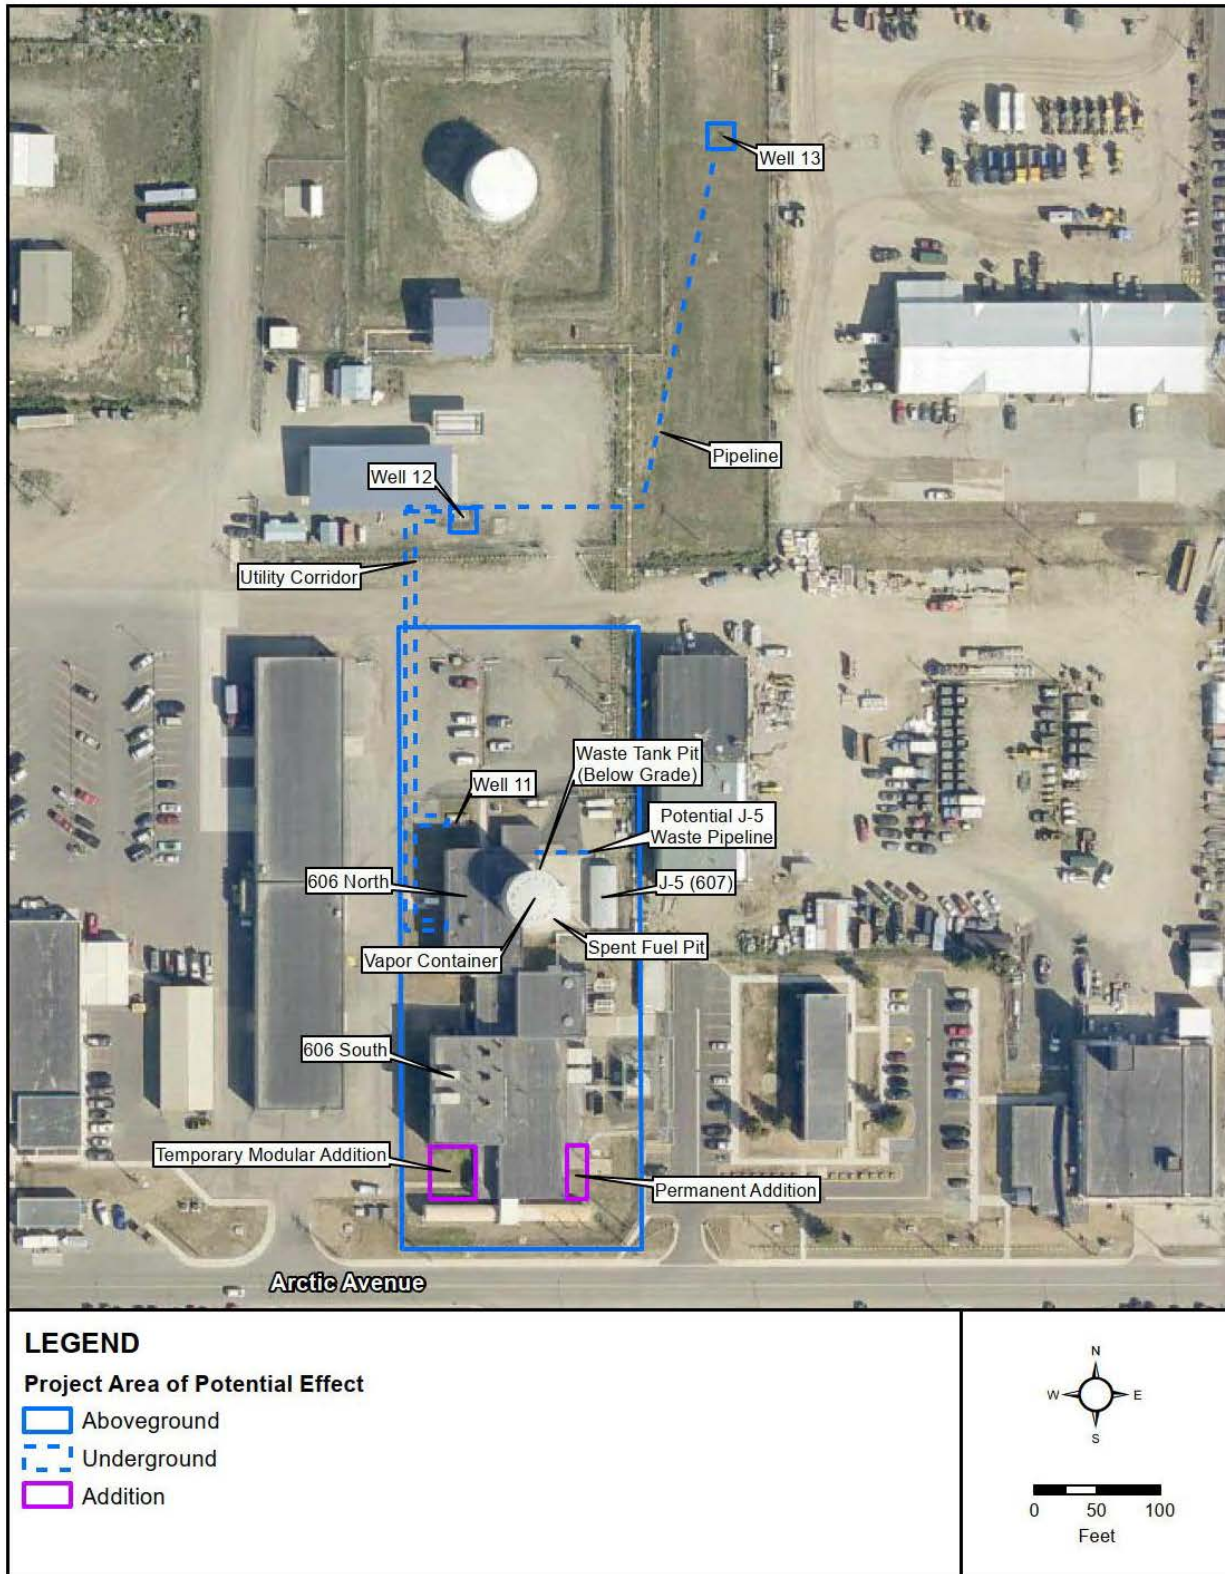 Well 13
Pipeline
Well 12
Utility Corridor
Waste Tank Pit
(Below Grade)
Well 11
Potential J-5
Waste Pipeline
606 North
J-5 (607)
Vapor Container
Spent Fuel Pit
606 South
Temporary Modular Addition
Permanent Addition
Arctic Avenue
LEGEND
Project Area of Potential Effect
Aboveground
Underground
Addition
N
W E
S
0 50 100
Feet